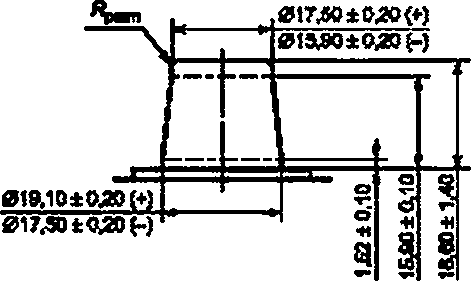 Rmax
Ø17,50 ± 0,20 (+)
Ø15,90 ± 0,20 (−)
Ø19,10 ± 0,20 (+)
Ø17,50 ± 0,20 (−)
1,62 ± 0,10
15,90 ± 0,10
18,60 ± 1,40